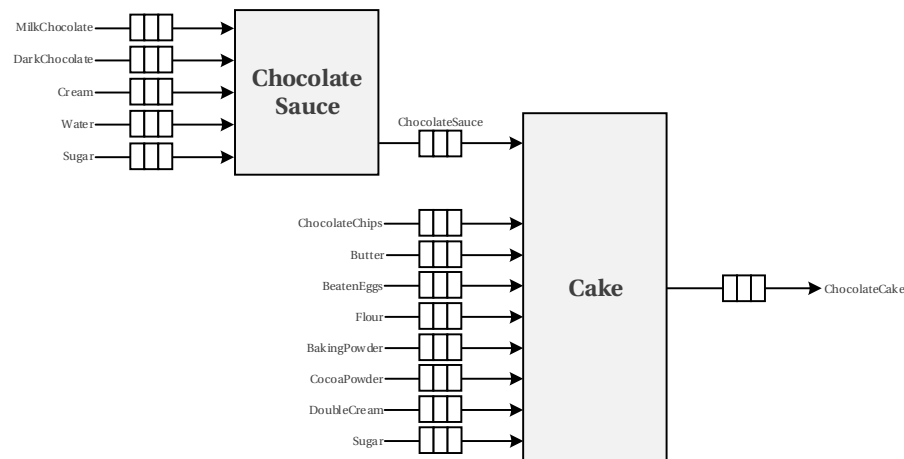 MilkChocolate
DarkChocolate
Cream
Water
Sugar
Chocolate
Sauce
ChocolateSauce
ChocolateChips
Butter
BeatenEggs
Flour
BakingPowder
CocoaPowder
DoubleCream
Sugar
Cake
ChocolateCake